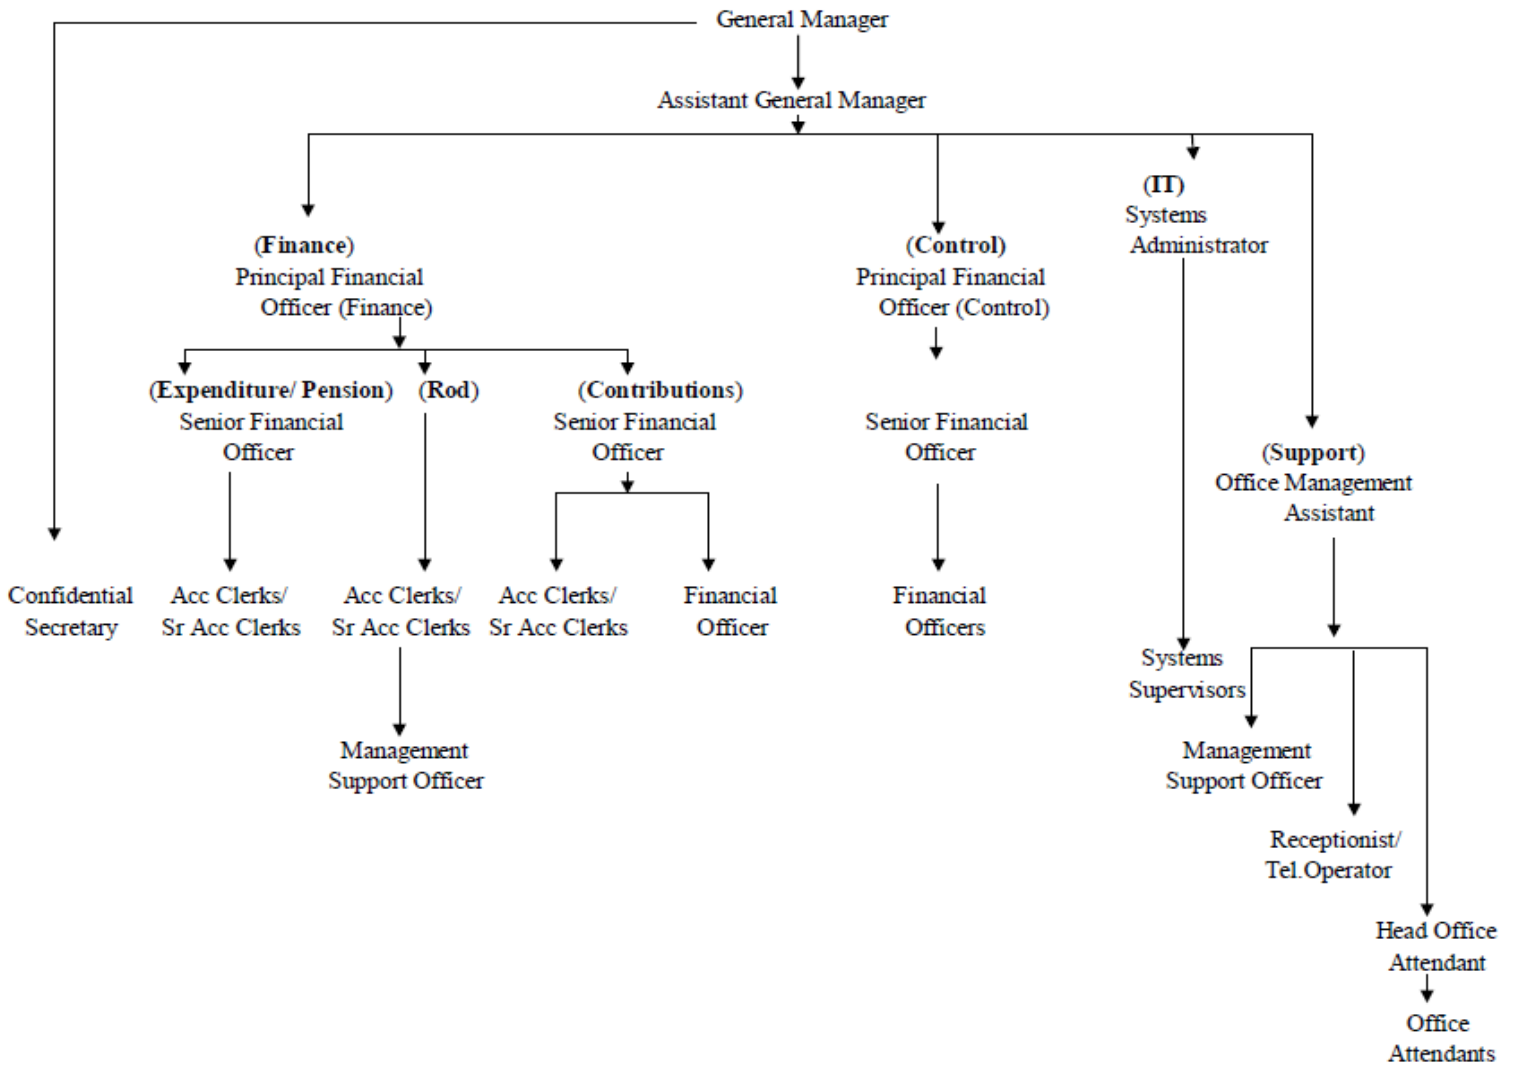 General Manager
Assistant General Manager
(Finance)
Principal Financial
Officer (Finance)
(Control)
Principal Financial
Officer (Control)
(IT)
Systems
Administrator
(Expenditure/ Pension)
Senior Financial
Officer
(Rod)
(Contributions)
Senior Financial
Officer
Senior Financial
Officer
(Support)
Office Management
Assistant
Confidential
Secretary
Acc Clerks/
Sr Acc Clerks
Acc Clerks/
Sr Acc Clerks
Acc Clerks/
Sr Acc Clerks
Financial
Officer
Financial
Officers
Systems
Supervisors
Management
Support Officer
Management
Support Officer
Receptionist/
Tel.Operator
Head Office
Attendant
Office
Attendants